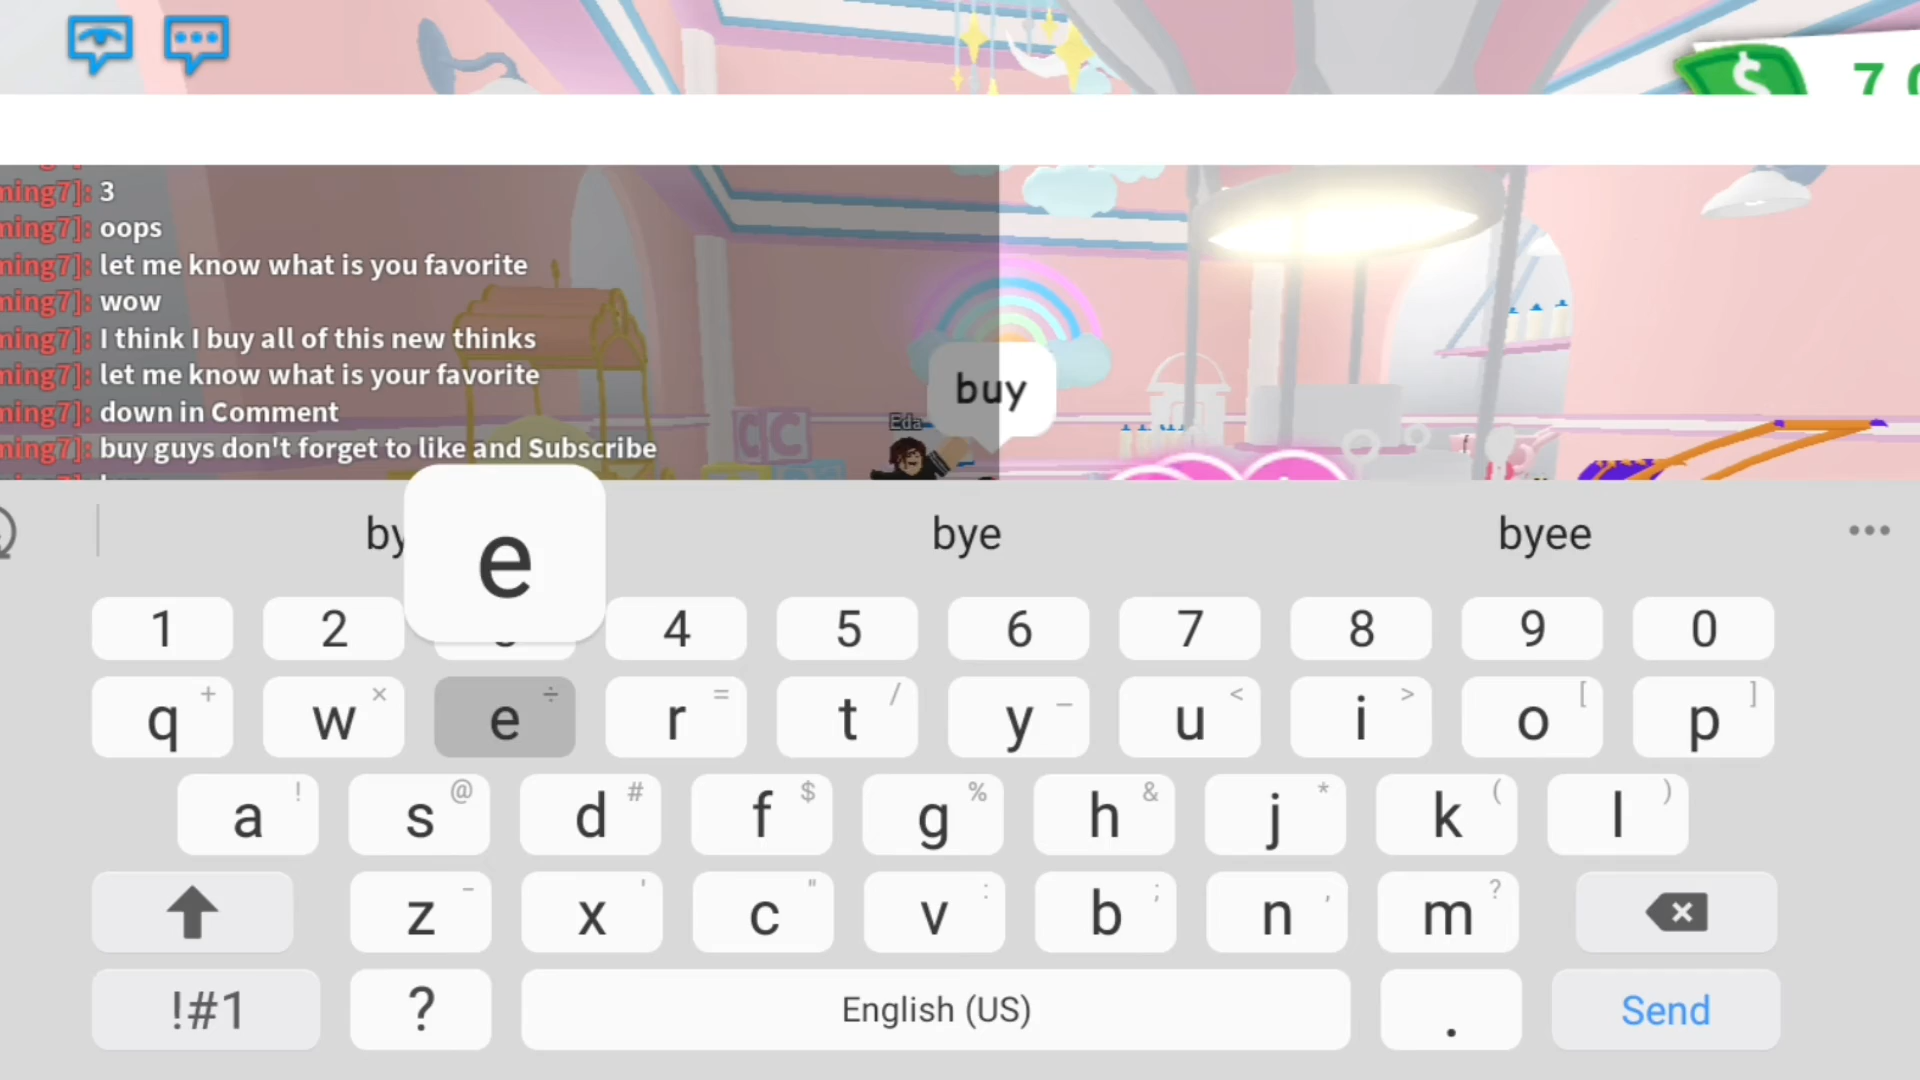 7 0
ning7]: 3
ning7]: oops
ning7]: let me know what is you favorite
ning7]: wow
ning7]: I think I buy all of this new thinks
ning7]: let me know what is your favorite
ning7]: down in Comment
ning7]: buy guys don't forget to like and Subscribe
buy
Eda
by
e
bye
byee
1 2 4 5 6 7 8 9 0
q + w × e ÷ r = t / y _ u < i > o [ p ]
a ! s @ d # f $ g % h & j * k ( l )
z - x ' c " v : b ; n , m ?
!#1 ? English (US) . Send